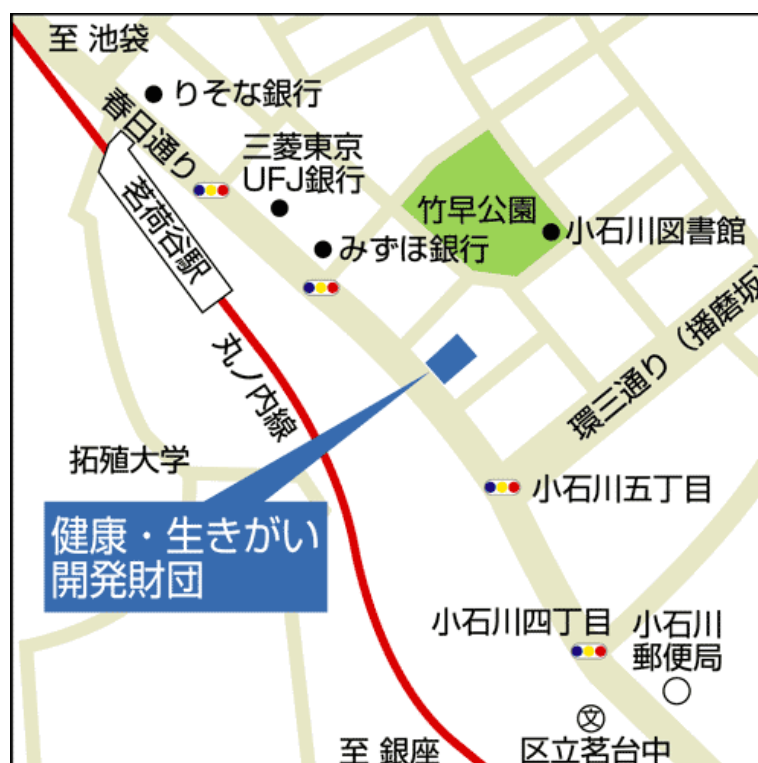 至 池袋
りそな銀行
春日通り
三菱東京
UFJ銀行
茗荷谷駅
竹早公園
小石川図書館
みずほ銀行
環三通り（播磨坂）
丸ノ内線
拓殖大学
小石川五丁目
健康・生きがい
開発財団
小石川四丁目
小石川
郵便局
文
区立茗台中
至 銀座